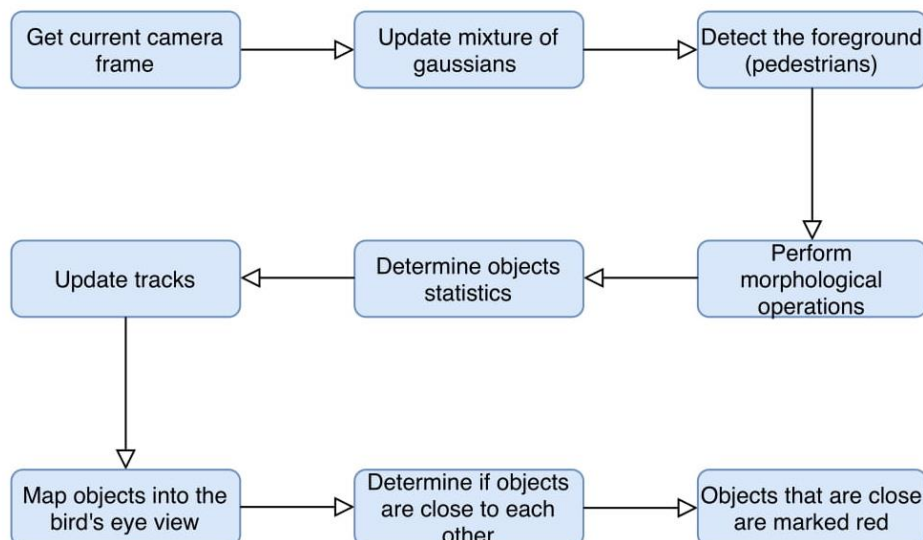 Get current camera
frame
Update mixture of
gaussians
Detect the foreground
(pedestrians)
Perform
morphological
operations
Determine objects
statistics
Update tracks
Map objects into the
bird's eye view
Determine if objects
are close to each
other
Objects that are close
are marked red